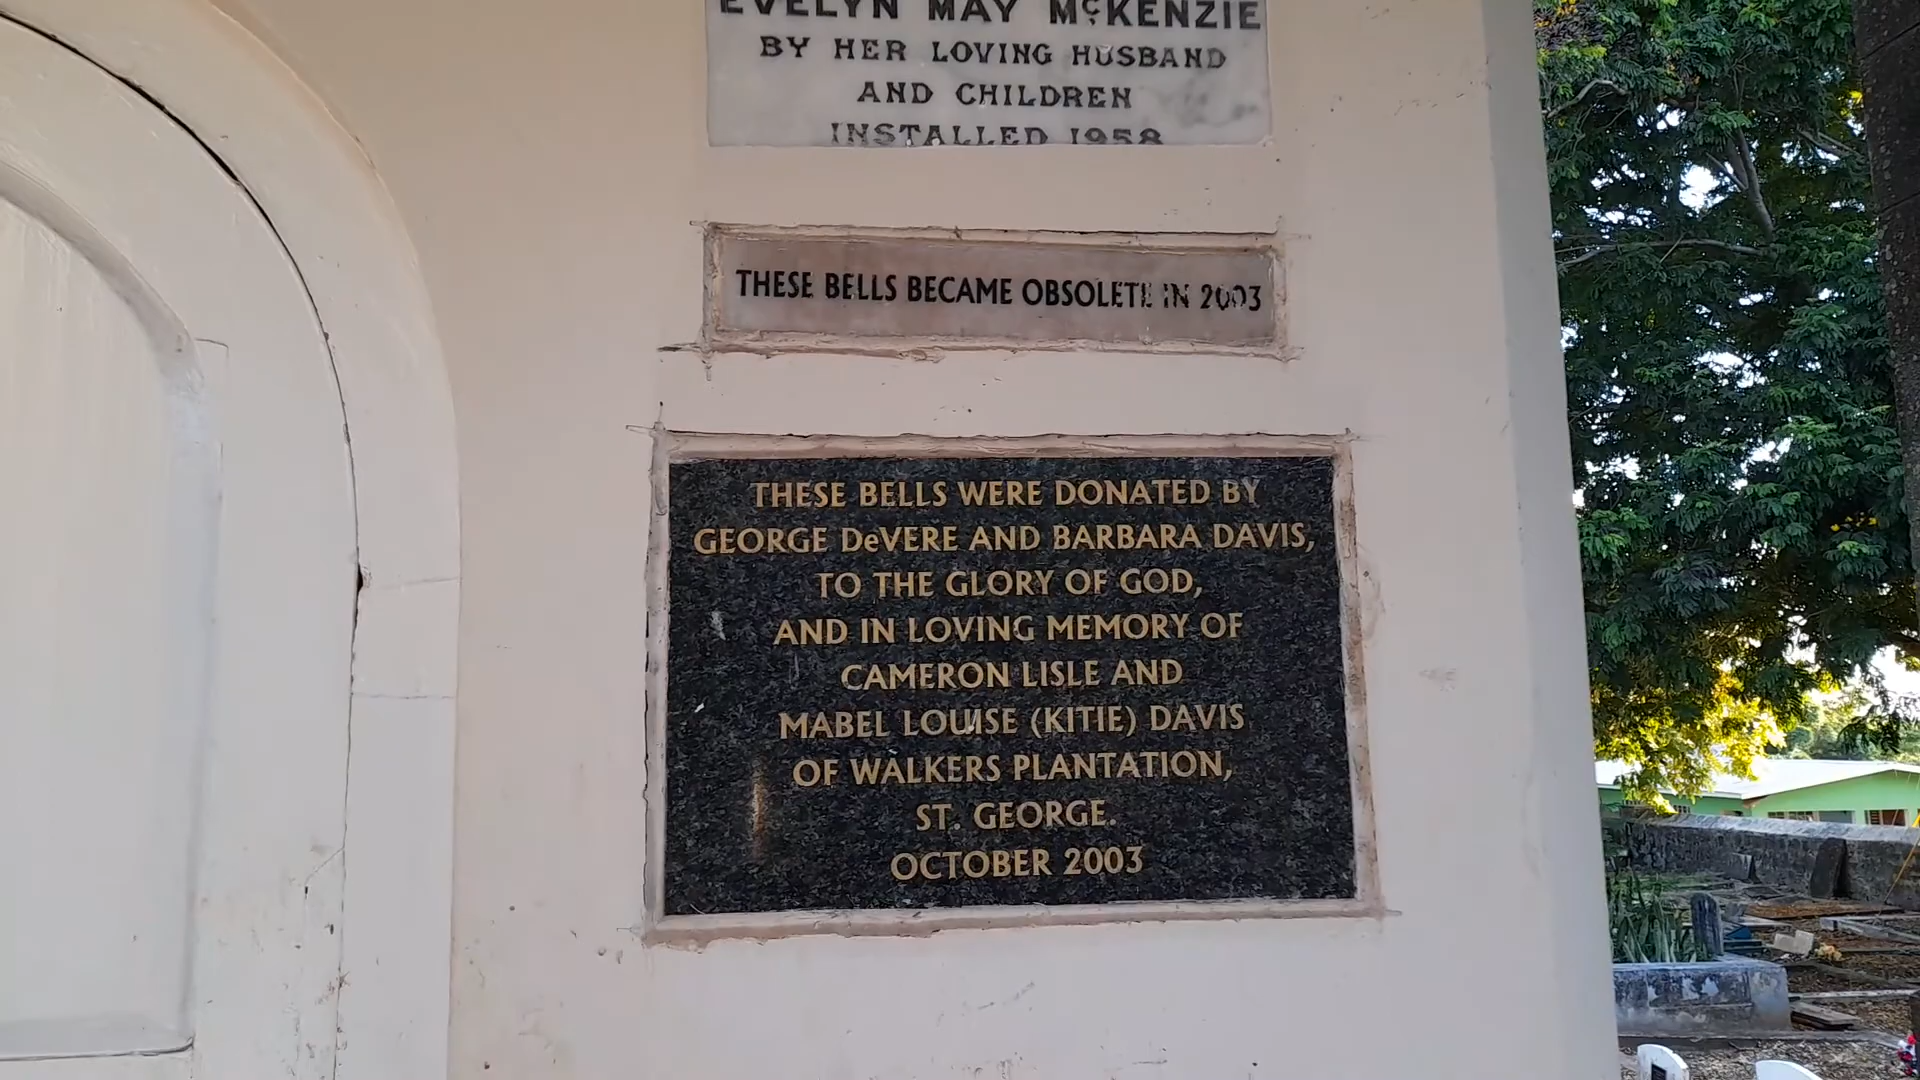 EVELYN MAY McKENZIE
BY HER LOVING HUSBAND
AND CHILDREN
INSTALLED 1958
THESE BELLS BECAME OBSOLETE IN 2003
THESE BELLS WERE DONATED BY
GEORGE DeVERE AND BARBARA DAVIS,
TO THE GLORY OF GOD,
AND IN LOVING MEMORY OF
CAMERON LISLE AND
MABEL LOUISE (KITIE) DAVIS
OF WALKERS PLANTATION,
ST. GEORGE.
OCTOBER 2003